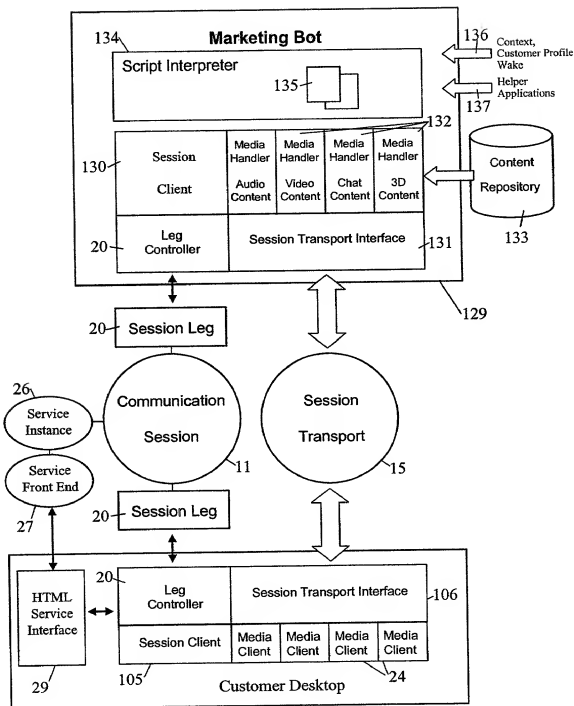 134
Marketing Bot
136
Context,
Customer Profile
Wake
Script Interpreter
135
Helper
Applications
137
132
130
Session
Client
Media
Handler
Audio
Content
Media
Handler
Video
Content
Media
Handler
Chat
Content
Media
Handler
3D
Content
Content
Repository
133
20
Leg
Controller
Session Transport Interface
131
129
20
Session Leg
26
Service
Instance
Communication
Session
11
Session
Transport
15
Service
Front End
27
20
Session Leg
HTML
Service
Interface
29
20
Leg
Controller
Session Transport Interface
106
Session Client
105
Media
Client
Media
Client
Media
Client
Media
Client
24
Customer Desktop